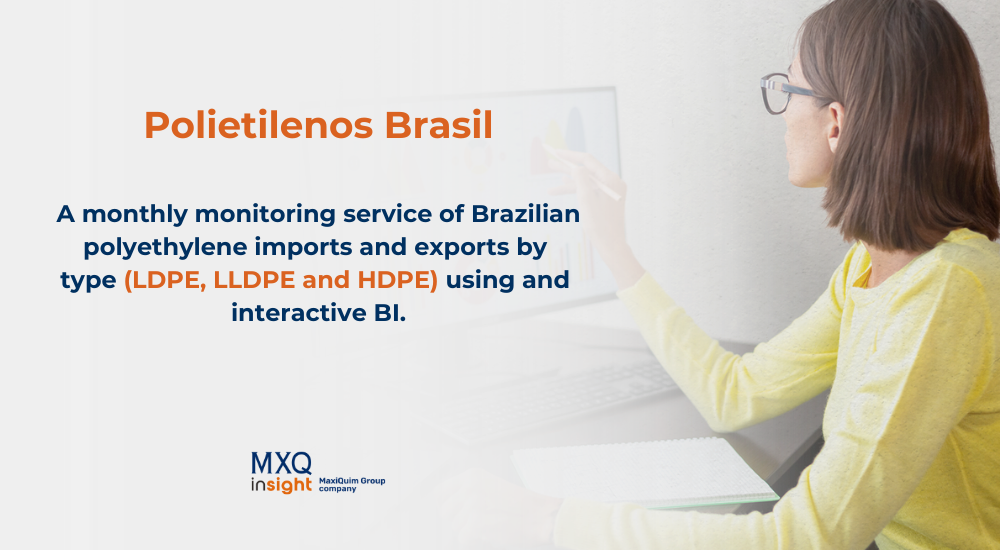 Polietilenos Brasil
A monthly monitoring service of Brazilian
polyethylene imports and exports by
type (LDPE, LLDPE and HDPE) using and
interactive BI.
MXQ
insight MaxiQuim Group
company